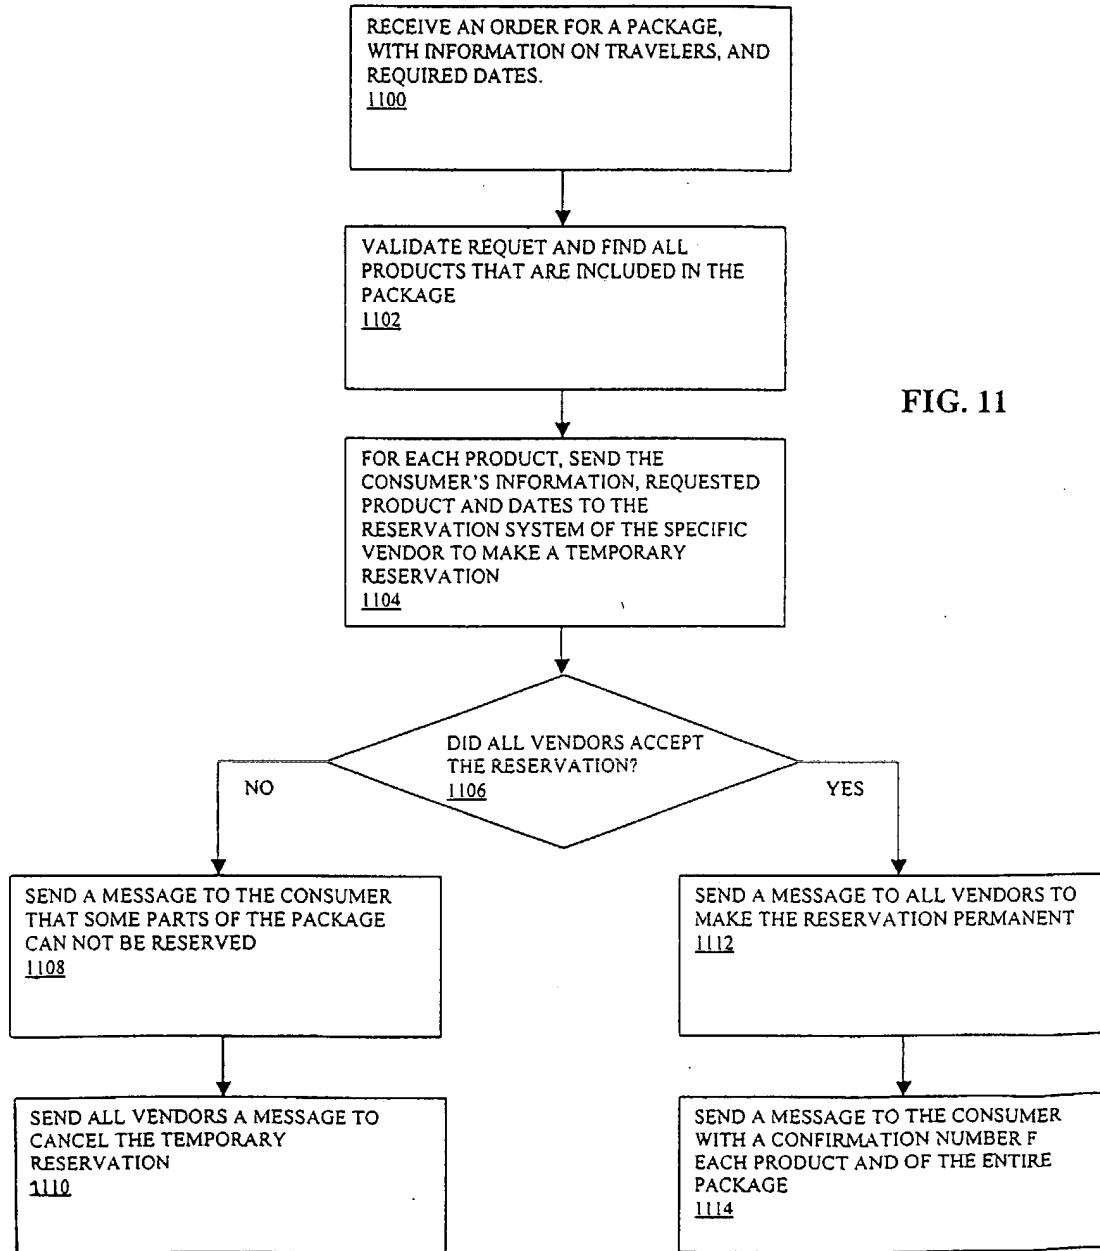 RECEIVE AN ORDER FOR A PACKAGE,
WITH INFORMATION ON TRAVELERS, AND
REQUIRED DATES.
1100
VALIDATE REQUET AND FIND ALL
PRODUCTS THAT ARE INCLUDED IN THE
PACKAGE
1102
FIG. 11
FOR EACH PRODUCT, SEND THE
CONSUMER'S INFORMATION, REQUESTED
PRODUCT AND DATES TO THE
RESERVATION SYSTEM OF THE SPECIFIC
VENDOR TO MAKE A TEMPORARY
RESERVATION
1104
DID ALL VENDORS ACCEPT
THE RESERVATION?
1106
NO
YES
SEND A MESSAGE TO THE CONSUMER
THAT SOME PARTS OF THE PACKAGE
CAN NOT BE RESERVED
1108
SEND A MESSAGE TO ALL VENDORS TO
MAKE THE RESERVATION PERMANENT
1112
SEND ALL VENDORS A MESSAGE TO
CANCEL THE TEMPORARY
RESERVATION
1110
SEND A MESSAGE TO THE CONSUMER
WITH A CONFIRMATION NUMBER F
EACH PRODUCT AND OF THE ENTIRE
PACKAGE
1114